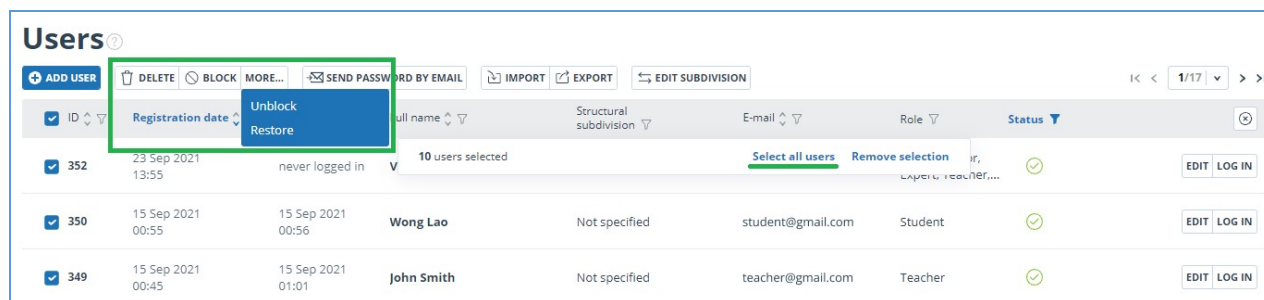 Users
ADD USER DELETE BLOCK MORE... SEND PASSWORD BY EMAIL IMPORT EXPORT EDIT SUBDIVISION 1/17
Unblock
Restore
ID Registration date ull name Structural subdivision E-mail Role Status
10 users selected Select all users Remove selection
352 23 Sep 2021 13:55 never logged in V Expert, Teacher,... EDIT LOG IN
350 15 Sep 2021 00:55 15 Sep 2021 00:56 Wong Lao Not specified student@gmail.com Student EDIT LOG IN
349 15 Sep 2021 00:45 15 Sep 2021 01:01 John Smith Not specified teacher@gmail.com Teacher EDIT LOG IN